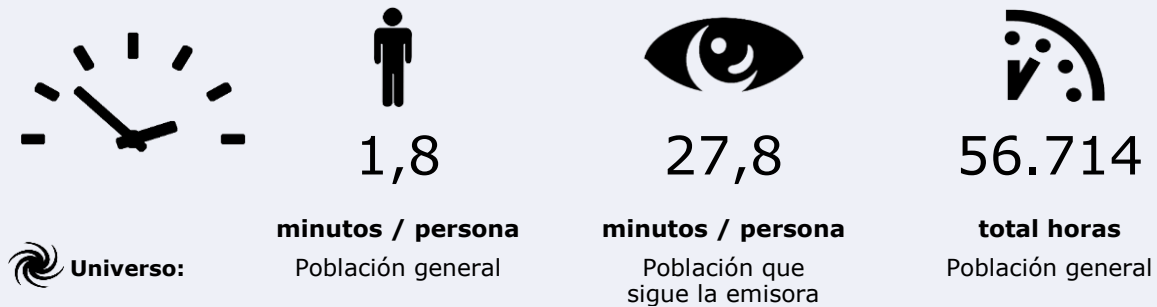 1,8
27,8
56.714
minutos / persona
minutos / persona
total horas
Universo:
Población general
Población que
sigue la emisora
Población general